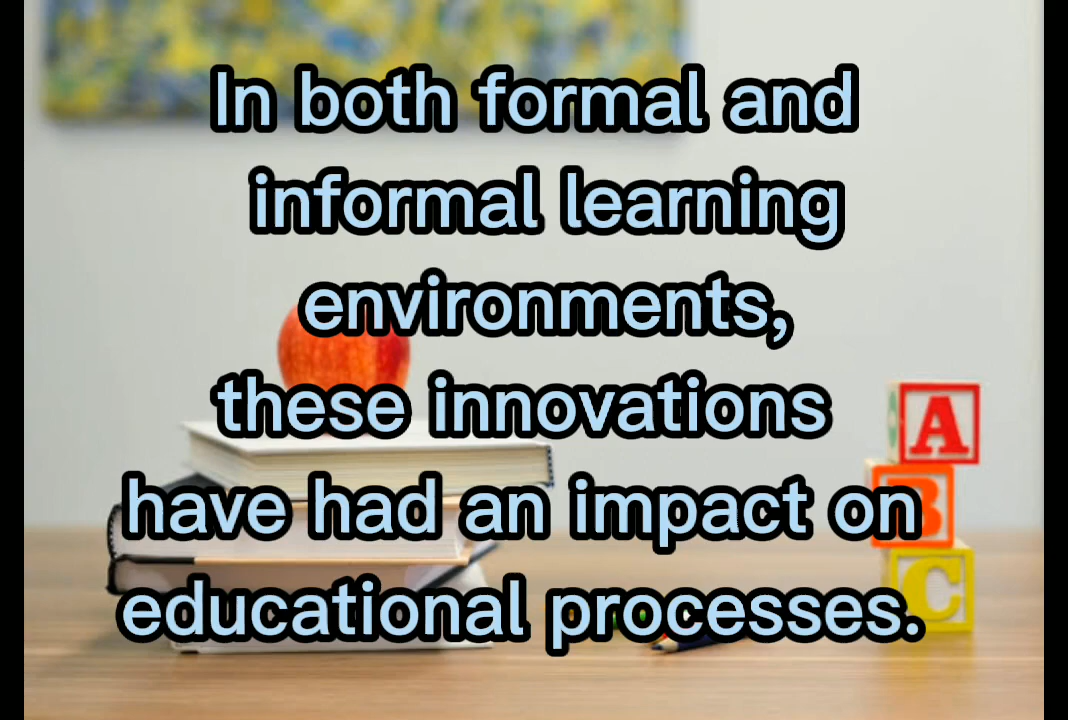 In both formal and
informal learning
environments,
these innovations
have had an impact on
educational processes.
A
B
C